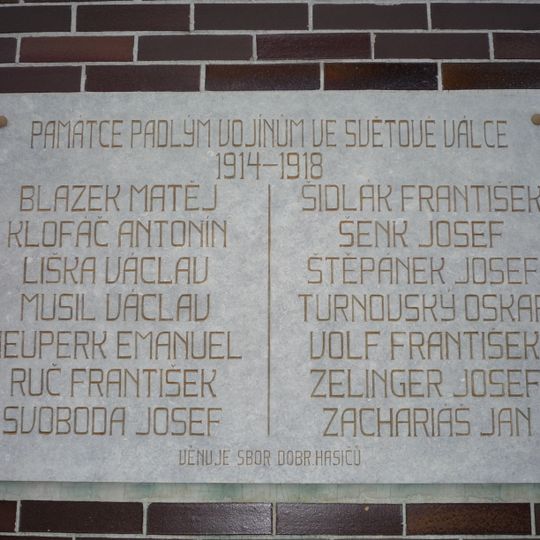 PAMÁTCE PADLÝM VOJÍNŮM VE SVĚTOVÉ VÁLCE
1914–1918
BLAZEK MATĚJ
KLOFÁČ ANTONÍN
LIŠKA VÁCLAV
MUSIL VÁCLAV
EMANUEL
RUČ FRANTIŠEK
SVOBODA JOSEF
ŠIDLÁK FRANTIŠEK
ŠENK JOSEF
ŠTĚPÁNEK JOSEF
TURNOVSKÝ OSKAR
VOLF FRANTIŠEK
ZELINGER JOSEF
ZACHARIÁŠ JAN
VĚNUJE SBOR DOBR. HASIČŮ